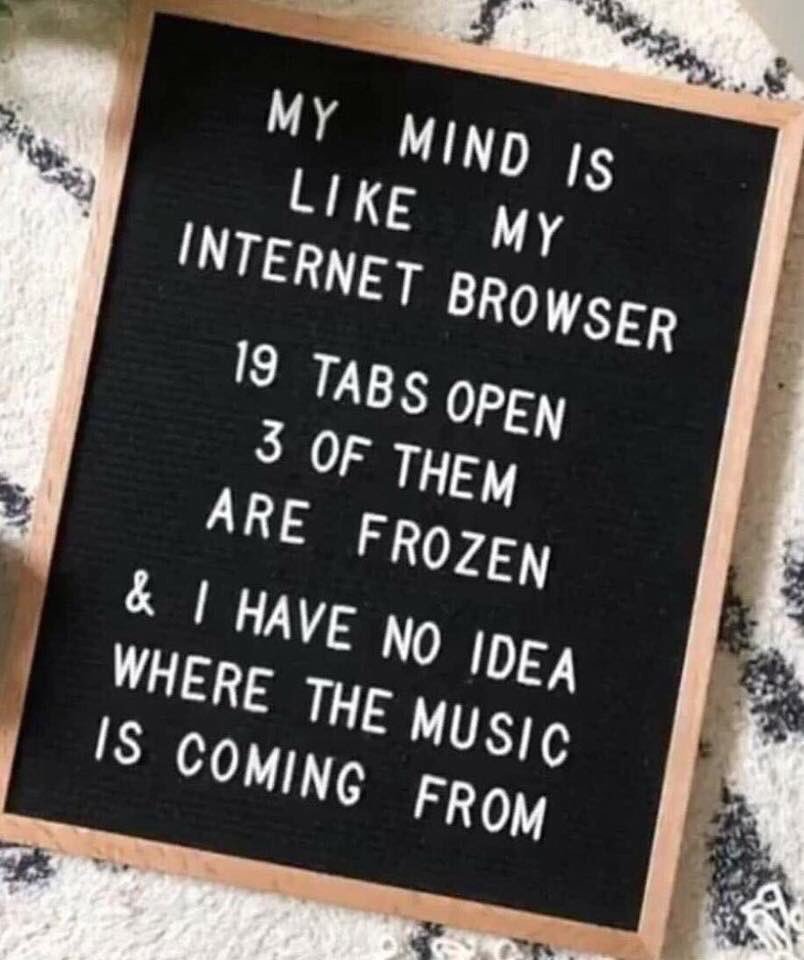 MY MIND IS
LIKE MY
INTERNET BROWSER
19 TABS OPEN
3 OF THEM
ARE FROZEN
& I HAVE NO IDEA
WHERE THE MUSIC
IS COMING FROM